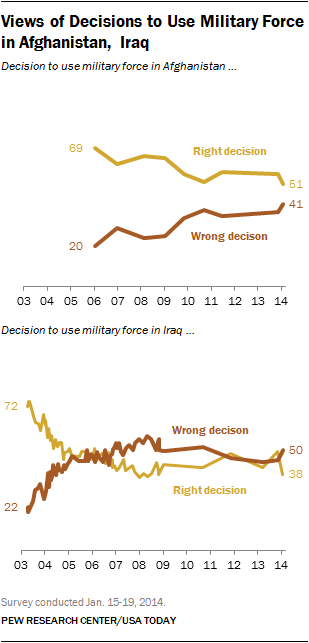 Views of Decisions to Use Military Force
in Afghanistan, Iraq
Decision to use military force in Afghanistan ...
69
Right decision
51
41
Wrong decison
20
03 04 05 06 07 08 09 10 11 12 13 14
Decision to use military force in Iraq ...
72
Wrong decison
50
38
Right decision
22
03 04 05 06 07 08 09 10 11 12 13 14
Survey conducted Jan. 15-19, 2014.
PEW RESEARCH CENTER/USA TODAY